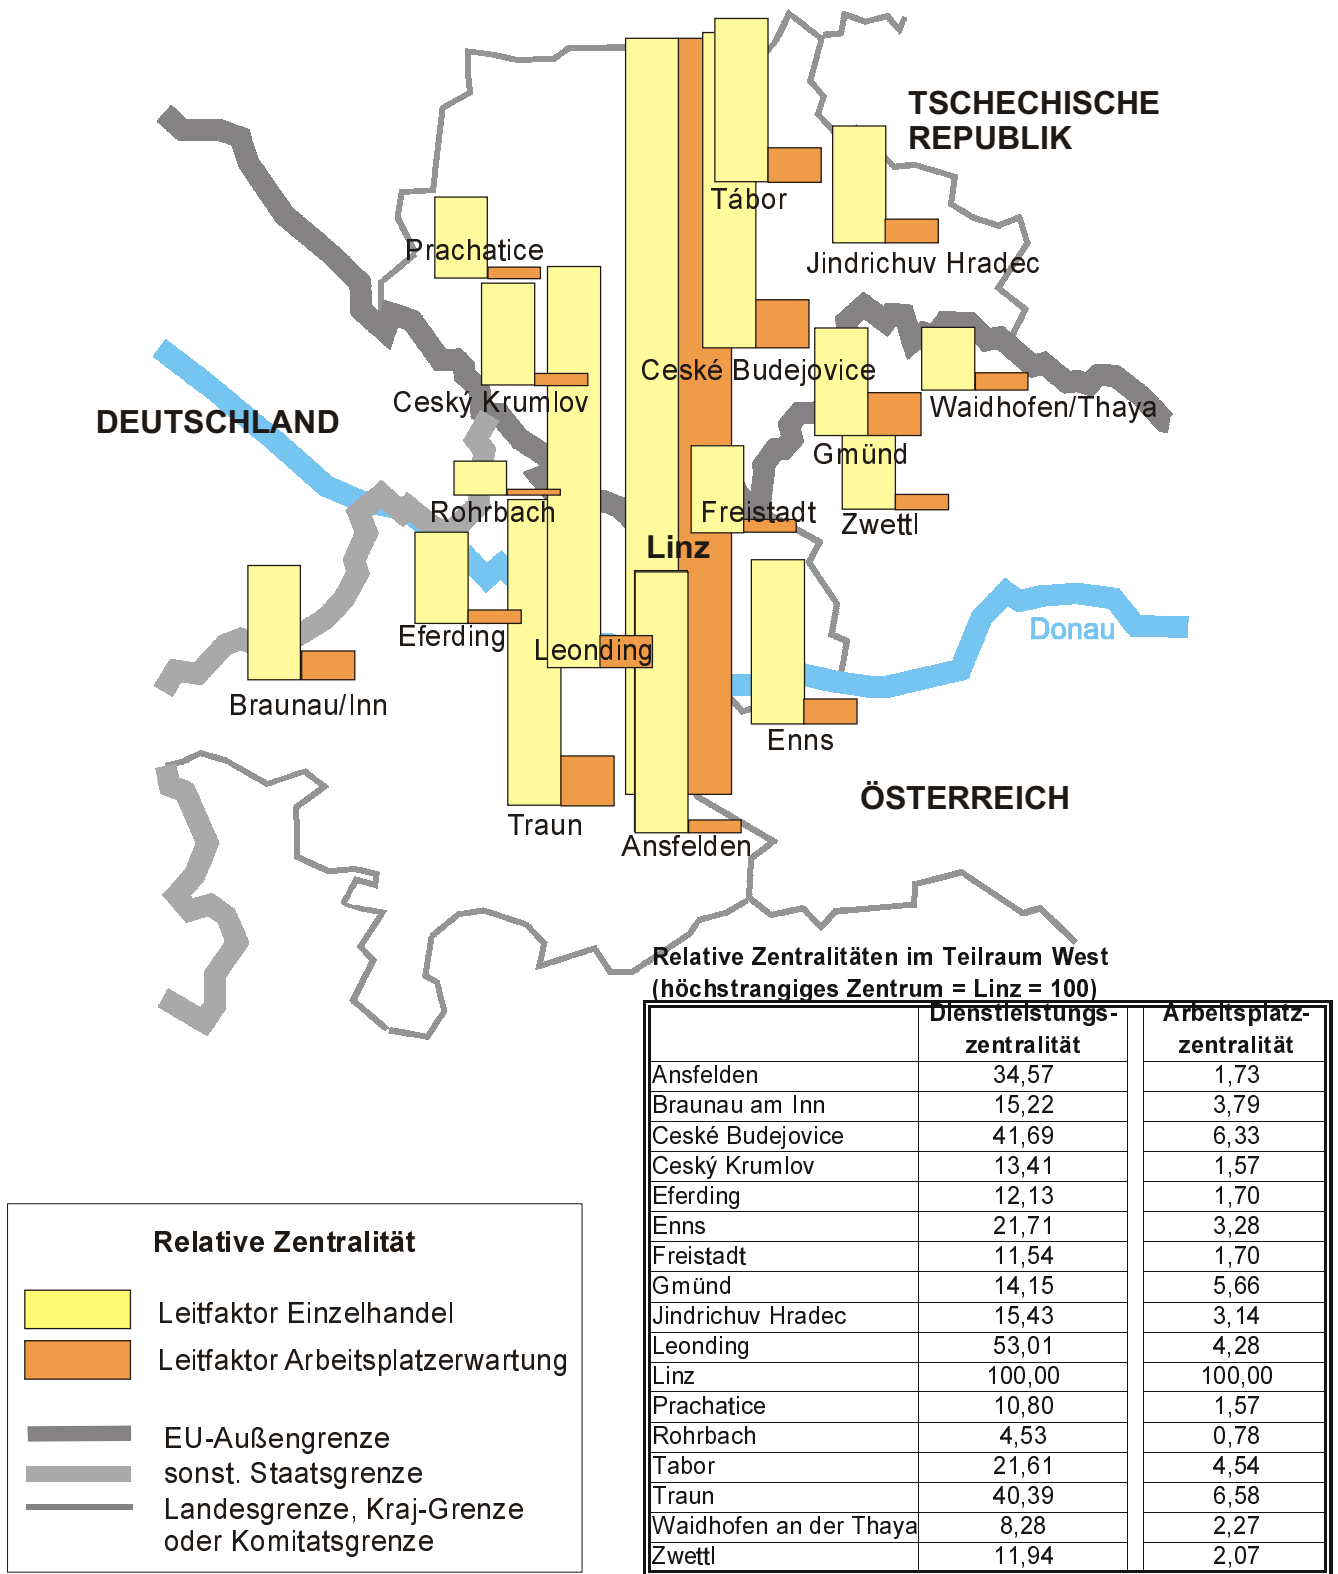 TSCHECHISCHE
REPUBLIK
Tábor
Prachatice
Jindrichuv Hradec
Ceské Budejovice
Ceský Krumlov
Waidhofen/Thaya
DEUTSCHLAND
Gmünd
Rohrbach
Freistadt
Zwettl
Linz
Eferding
Donau
Leonding
Braunau/Inn
Enns
ÖSTERREICH
Traun
Ansfelden
Relative Zentralitäten im Teilraum West
(höchstrangiges Zentrum = Linz = 100)
Dienstleistungs- Arbeitsplatz-
zentralität zentralität
Ansfelden 34,57 1,73
Braunau am Inn 15,22 3,79
Ceské Budejovice 41,69 6,33
Ceský Krumlov 13,41 1,57
Eferding 12,13 1,70
Enns 21,71 3,28
Freistadt 11,54 1,70
Gmünd 14,15 5,66
Jindrichuv Hradec 15,43 3,14
Leonding 53,01 4,28
Linz 100,00 100,00
Prachatice 10,80 1,57
Rohrbach 4,53 0,78
Tabor 21,61 4,54
Traun 40,39 6,58
Waidhofen an der Thaya 8,28 2,27
Zwettl 11,94 2,07
Relative Zentralität
Leitfaktor Einzelhandel
Leitfaktor Arbeitsplatzerwartung
EU-Außengrenze
sonst. Staatsgrenze
Landesgrenze, Kraj-Grenze
oder Komitatsgrenze